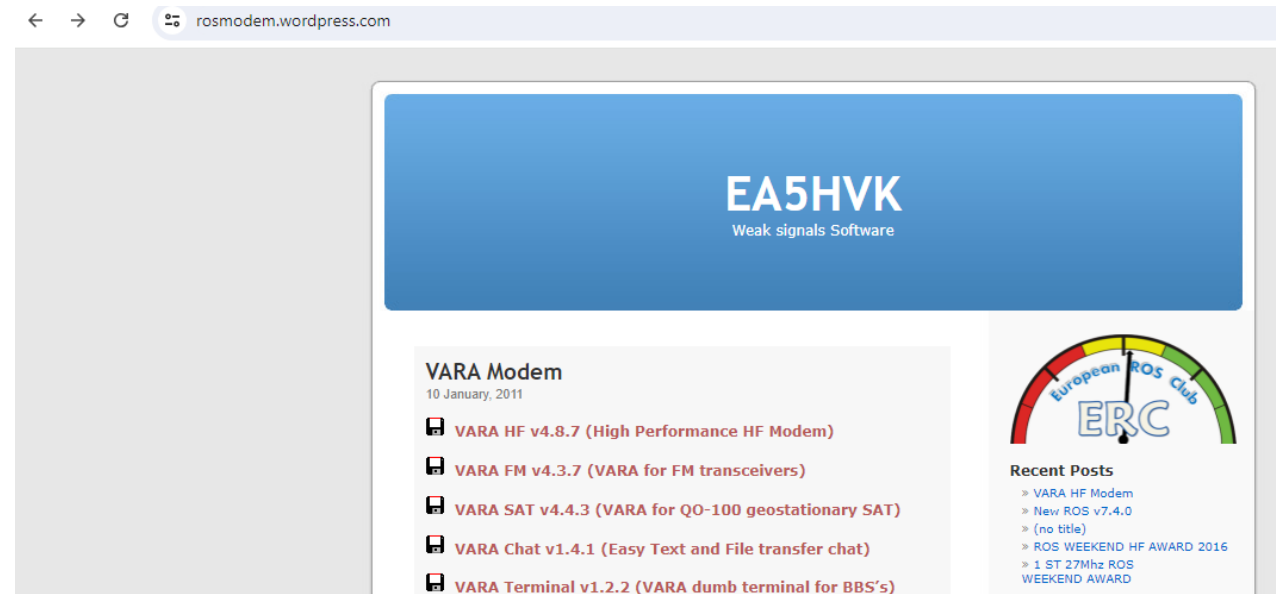 rosmodem.wordpress.com
EA5HVK
Weak signals Software
VARA Modem
10 January, 2011
VARA HF v4.8.7 (High Performance HF Modem)
VARA FM v4.3.7 (VARA for FM transceivers)
VARA SAT v4.4.3 (VARA for QO-100 geostationary SAT)
VARA Chat v1.4.1 (Easy Text and File transfer chat)
VARA Terminal v1.2.2 (VARA dumb terminal for BBS's)
European ROS Club
ERC
Recent Posts
» VARA HF Modem
» New ROS v7.4.0
» (no title)
» ROS WEEKEND HF AWARD 2016
» 1 ST 27Mhz ROS
WEEKEND AWARD